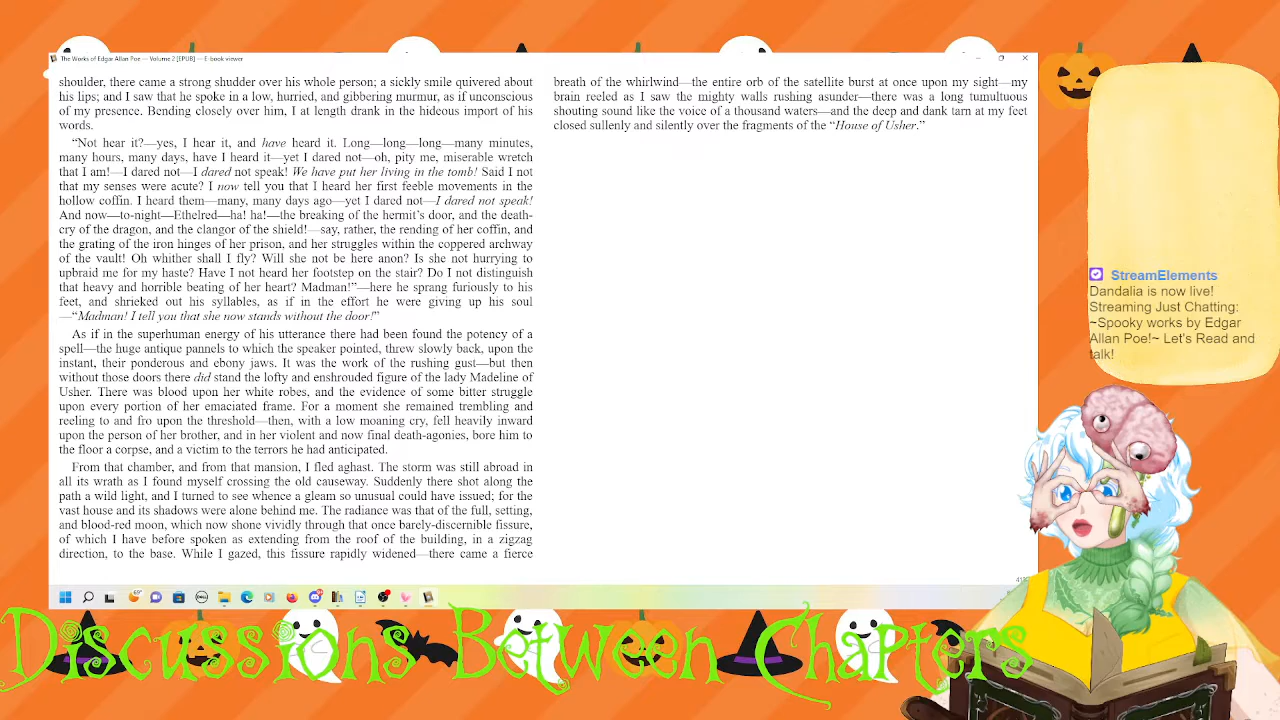 The Works of Edgar Allan Poe — Volume 2 [EPUB] — E-book viewer
shoulder, there came a strong shudder over his whole person; a sickly smile quivered about
his lips; and I saw that he spoke in a low, hurried, and gibbering murmur, as if unconscious
of my presence. Bending closely over him, I at length drank in the hideous import of his
words.
“Not hear it?—yes, I hear it, and have heard it. Long—long—long—many minutes,
many hours, many days, have I heard it—yet I dared not—oh, pity me, miserable wretch
that I am!—I dared not—I dared not speak! We have put her living in the tomb! Said I not
that my senses were acute? I now tell you that I heard her first feeble movements in the
hollow coffin. I heard them—many, many days ago—yet I dared not—I dared not speak!
And now—to-night—Ethelred—ha! ha!—the breaking of the hermit’s door, and the death-
cry of the dragon, and the clangor of the shield!—say, rather, the rending of her coffin, and
the grating of the iron hinges of her prison, and her struggles within the coppered archway
of the vault! Oh whither shall I fly? Will she not be here anon? Is she not hurrying to
upbraid me for my haste? Have I not heard her footstep on the stair? Do I not distinguish
that heavy and horrible beating of her heart? Madman!”—here he sprang furiously to his
feet, and shrieked out his syllables, as if in the effort he were giving up his soul
—“Madman! I tell you that she now stands without the door!”
As if in the superhuman energy of his utterance there had been found the potency of a
spell—the huge antique pannels to which the speaker pointed, threw slowly back, upon the
instant, their ponderous and ebony jaws. It was the work of the rushing gust—but then
without those doors there did stand the lofty and enshrouded figure of the lady Madeline of
Usher. There was blood upon her white robes, and the evidence of some bitter struggle
upon every portion of her emaciated frame. For a moment she remained trembling and
reeling to and fro upon the threshold—then, with a low moaning cry, fell heavily inward
upon the person of her brother, and in her violent and now final death-agonies, bore him to
the floor a corpse, and a victim to the terrors he had anticipated.
From that chamber, and from that mansion, I fled aghast. The storm was still abroad in
all its wrath as I found myself crossing the old causeway. Suddenly there shot along the
path a wild light, and I turned to see whence a gleam so unusual could have issued; for the
vast house and its shadows were alone behind me. The radiance was that of the full, setting,
and blood-red moon, which now shone vividly through that once barely-discernible fissure,
of which I have before spoken as extending from the roof of the building, in a zigzag
direction, to the base. While I gazed, this fissure rapidly widened—there came a fierce
breath of the whirlwind—the entire orb of the satellite burst at once upon my sight—my
brain reeled as I saw the mighty walls rushing asunder—there was a long tumultuous
shouting sound like the voice of a thousand waters—and the deep and dank tarn at my feet
closed sullenly and silently over the fragments of the “House of Usher.”
StreamElements
Dandalia is now live!
Streaming Just Chatting:
~Spooky works by Edgar
Allan Poe!~ Let's Read and
talk!
Discussions Between Chapters